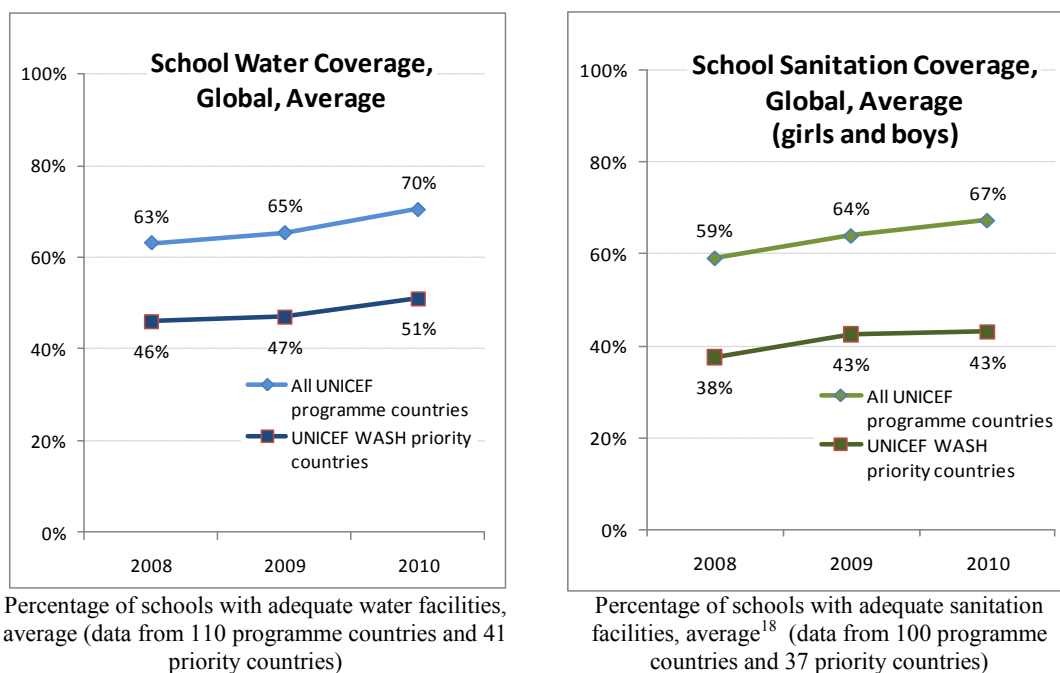 School Water Coverage,
Global, Average
100%
80%
60%
40%
20%
0%
63%
65%
70%
46%
47%
51%
All UNICEF
programme countries
UNICEF WASH priority
countries
2008
2009
2010
Percentage of schools with adequate water facilities,
average (data from 110 programme countries and 41
priority countries)
School Sanitation Coverage,
Global, Average
(girls and boys)
100%
80%
60%
40%
20%
0%
59%
64%
67%
38%
43%
43%
All UNICEF
programme countries
UNICEF WASH
priority countries
2008
2009
2010
Percentage of schools with adequate sanitation
facilities, average18 (data from 100 programme
countries and 37 priority countries)